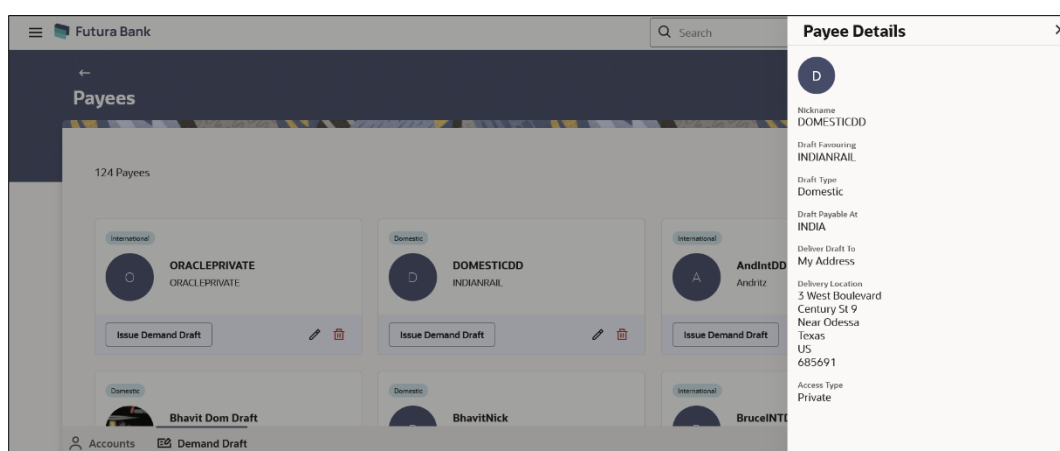 Futura Bank
Search
Payees
124 Payees
International
O
ORACLEPRIVATE
ORACLEPRIVATE
Issue Demand Draft
Domestic
D
DOMESTICDD
INDIANRAIL
Issue Demand Draft
International
A
AndIntDD
Andritz
Issue Demand Draft
Domestic
Bhavit Dom Draft
Domestic
BhavitNick
International
Accounts
Demand Draft
Payee Details
D
Nickname
DOMESTICDD
Draft Favouring
INDIANRAIL
Draft Type
Domestic
Draft Payable At
INDIA
Deliver Draft To
My Address
Delivery Location
3 West Boulevard
Century St 9
Near Odessa
Texas
US
685691
Access Type
Private